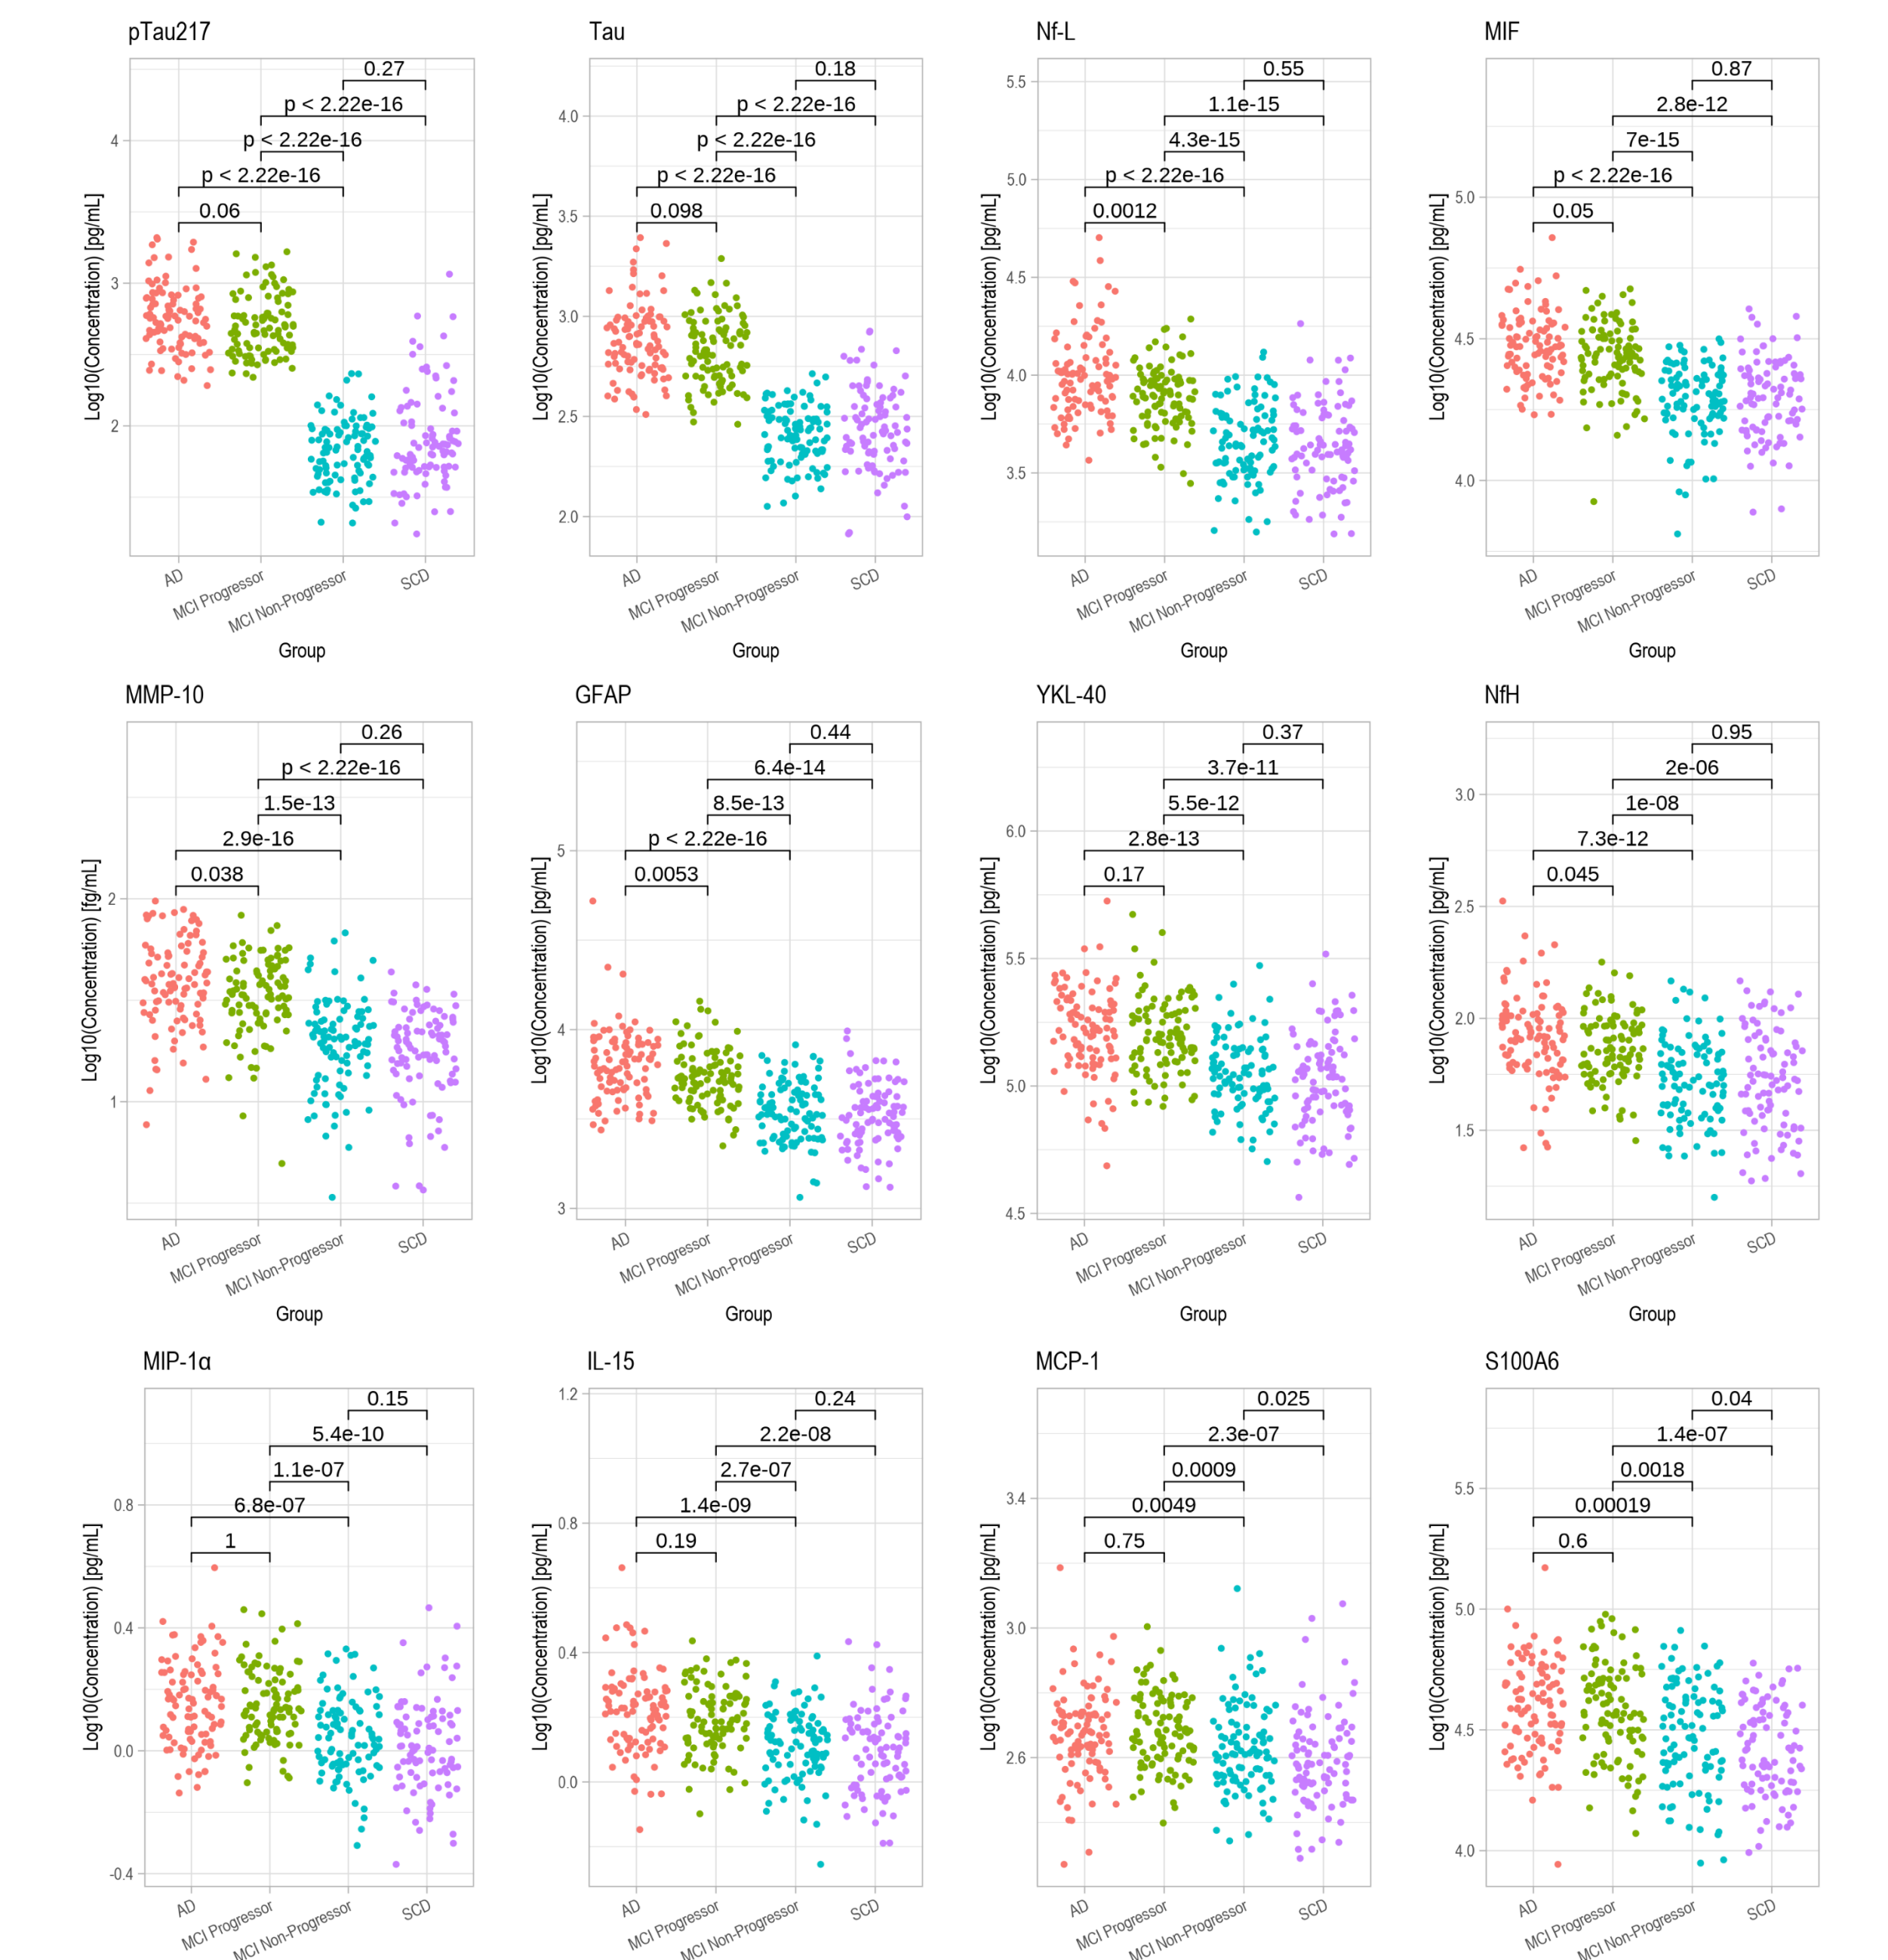 pTau217
0.27
p < 2.22e-16
p < 2.22e-16
p < 2.22e-16
0.06
4
3
2
Log10(Concentration) [pg/mL]
AD
MCI Progressor
MCI Non-Progressor
SCD
Group
Tau
0.18
p < 2.22e-16
p < 2.22e-16
p < 2.22e-16
0.098
4.0
3.5
3.0
2.5
2.0
Log10(Concentration) [pg/mL]
AD
MCI Progressor
MCI Non-Progressor
SCD
Group
Nf-L
0.55
1.1e-15
4.3e-15
p < 2.22e-16
0.0012
5.5
5.0
4.5
4.0
3.5
Log10(Concentration) [pg/mL]
AD
MCI Progressor
MCI Non-Progressor
SCD
Group
MIF
0.87
2.8e-12
7e-15
p < 2.22e-16
0.05
5.0
4.5
4.0
Log10(Concentration) [pg/mL]
AD
MCI Progressor
MCI Non-Progressor
SCD
Group
MMP-10
0.26
p < 2.22e-16
1.5e-13
2.9e-16
0.038
2
1
Log10(Concentration) [fg/mL]
AD
MCI Progressor
MCI Non-Progressor
SCD
Group
GFAP
0.44
6.4e-14
8.5e-13
p < 2.22e-16
0.0053
5
4
3
Log10(Concentration) [pg/mL]
AD
MCI Progressor
MCI Non-Progressor
SCD
Group
YKL-40
0.37
3.7e-11
5.5e-12
2.8e-13
0.17
6.0
5.5
5.0
4.5
Log10(Concentration) [pg/mL]
AD
MCI Progressor
MCI Non-Progressor
SCD
Group
NfH
0.95
2e-06
1e-08
7.3e-12
0.045
3.0
2.5
2.0
1.5
Log10(Concentration) [pg/mL]
AD
MCI Progressor
MCI Non-Progressor
SCD
Group
MIP-1α
0.15
5.4e-10
1.1e-07
6.8e-07
1
0.8
0.4
0.0
-0.4
Log10(Concentration) [pg/mL]
AD
MCI Progressor
MCI Non-Progressor
SCD
IL-15
0.24
2.2e-08
2.7e-07
1.4e-09
0.19
1.2
0.8
0.4
0.0
Log10(Concentration) [pg/mL]
AD
MCI Progressor
MCI Non-Progressor
SCD
MCP-1
0.025
2.3e-07
0.0009
0.0049
0.75
3.4
3.0
2.6
Log10(Concentration) [pg/mL]
AD
MCI Progressor
MCI Non-Progressor
SCD
S100A6
0.04
1.4e-07
0.0018
0.00019
0.6
5.5
5.0
4.5
4.0
Log10(Concentration) [pg/mL]
AD
MCI Progressor
MCI Non-Progressor
SCD